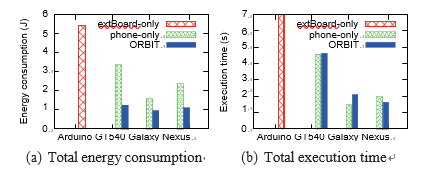 Energy consumption (J)
6
5
4
3
2
1
0
extBoard-only
phone-only
ORBIT
Arduino G1540 Galaxy Nexus
(a) Total energy consumption
Execution time (s)
7
6
5
4
3
2
1
0
extBoard-only
phone-only
ORBIT
Arduino G1540 Galaxy Nexus
(b) Total execution time